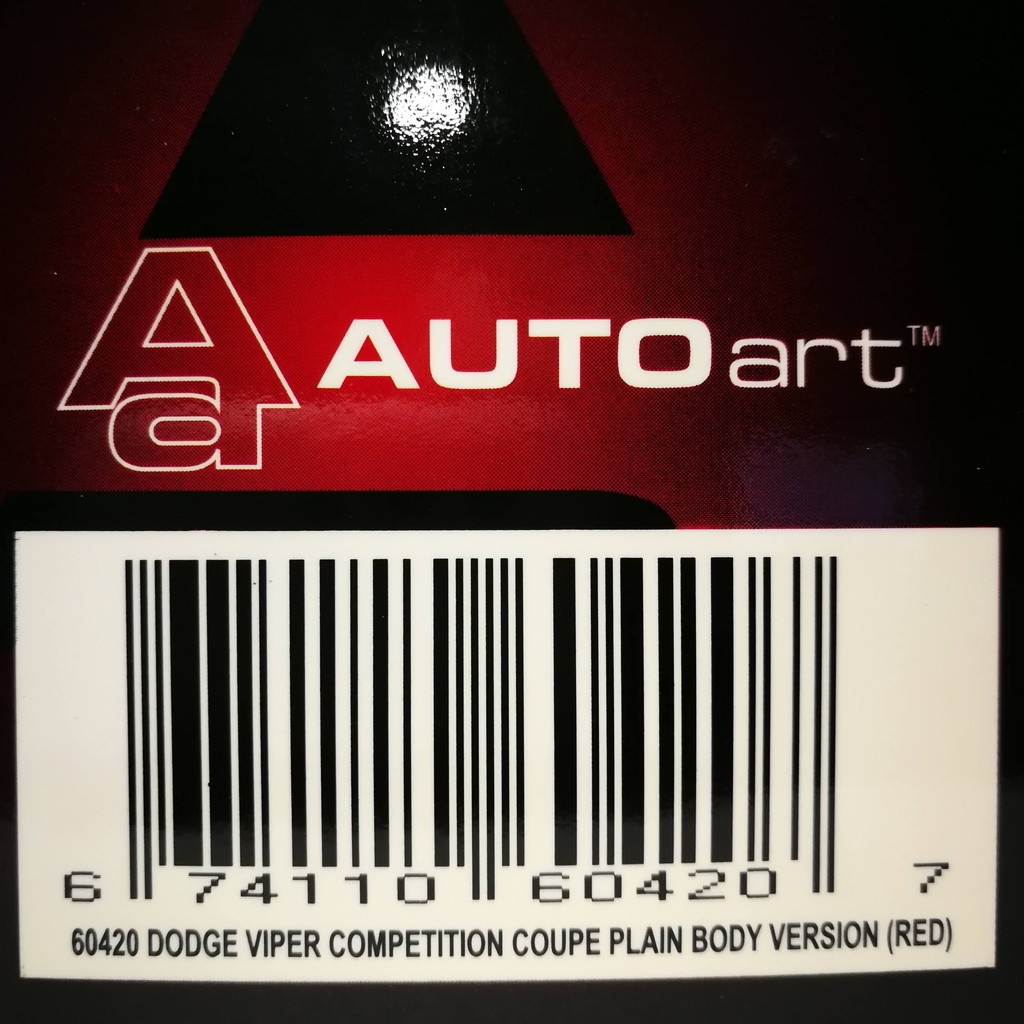 Aa AUTOart™
6 74110 60420 7
60420 DODGE VIPER COMPETITION COUPE PLAIN BODY VERSION (RED)